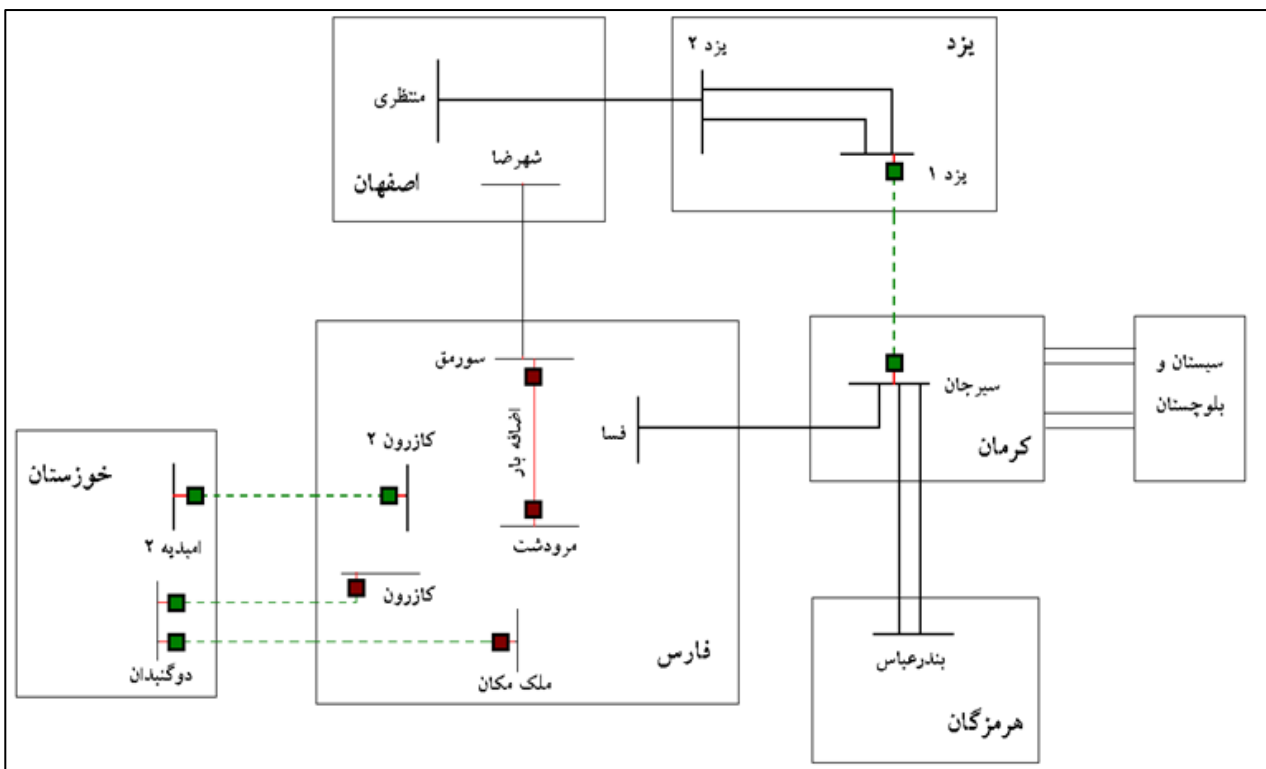 یزد
یزد ۲
یزد ۱
منتظری
شهرضا
اصفهان
سورمق
اضافه بار
مرودشت
فسا
کازرون ۲
کازرون
ملک مکان
فارس
سیرجان
کرمان
سیستان و
بلوچستان
خوزستان
امیدیه ۲
دوگنبدان
بندرعباس
هرمزگان